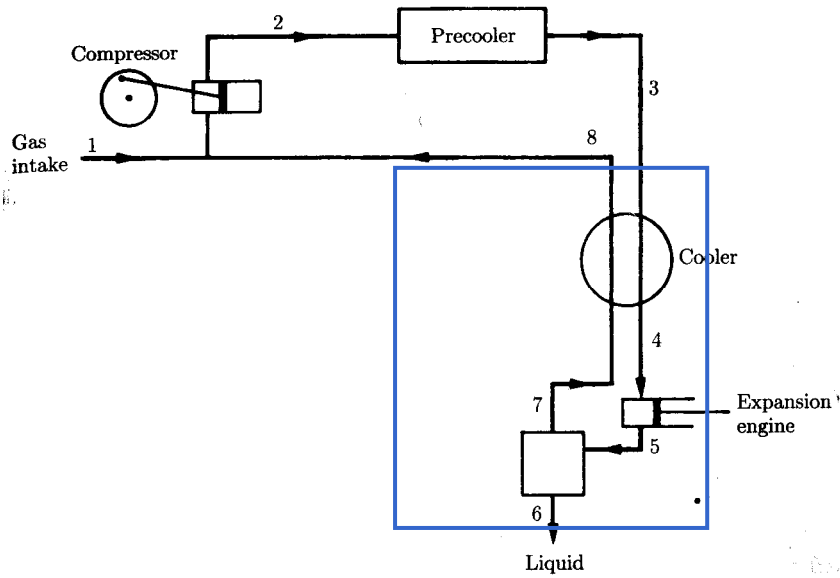 2
Compressor
Precooler
3
Gas
intake
1
8
Cooler
4
7
Expansion
engine
5
6
Liquid